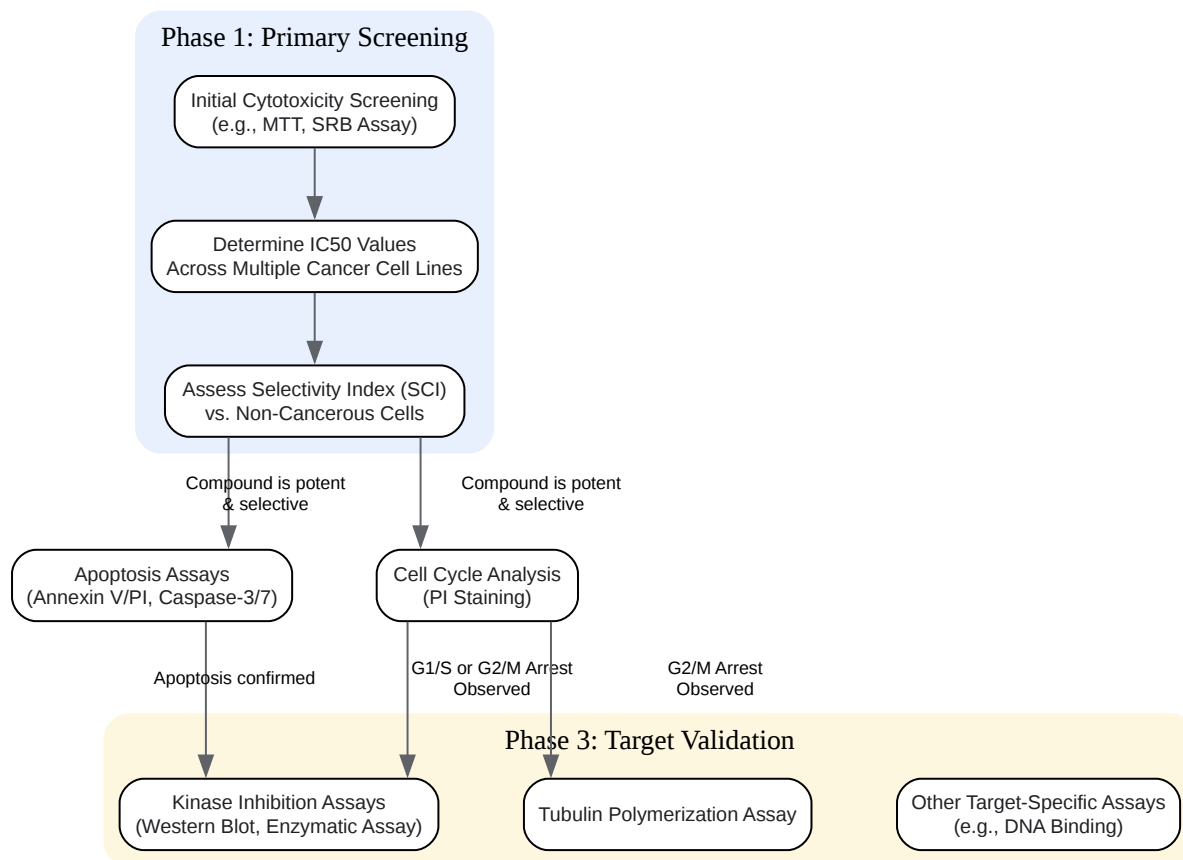 Phase 1: Primary Screening
Initial Cytotoxicity Screening
(e.g., MTT, SRB Assay)
Determine IC50 Values
Across Multiple Cancer Cell Lines
Assess Selectivity Index (SCI)
vs. Non-Cancerous Cells
Compound is potent
& selective
Compound is potent
& selective
Apoptosis Assays
(Annexin V/PI, Caspase-3/7)
Cell Cycle Analysis
(PI Staining)
Apoptosis confirmed
G1/S or G2/M Arrest
Observed
G2/M Arrest
Observed
Phase 3: Target Validation
Kinase Inhibition Assays
(Western Blot, Enzymatic Assay)
Tubulin Polymerization Assay
Other Target-Specific Assays
(e.g., DNA Binding)